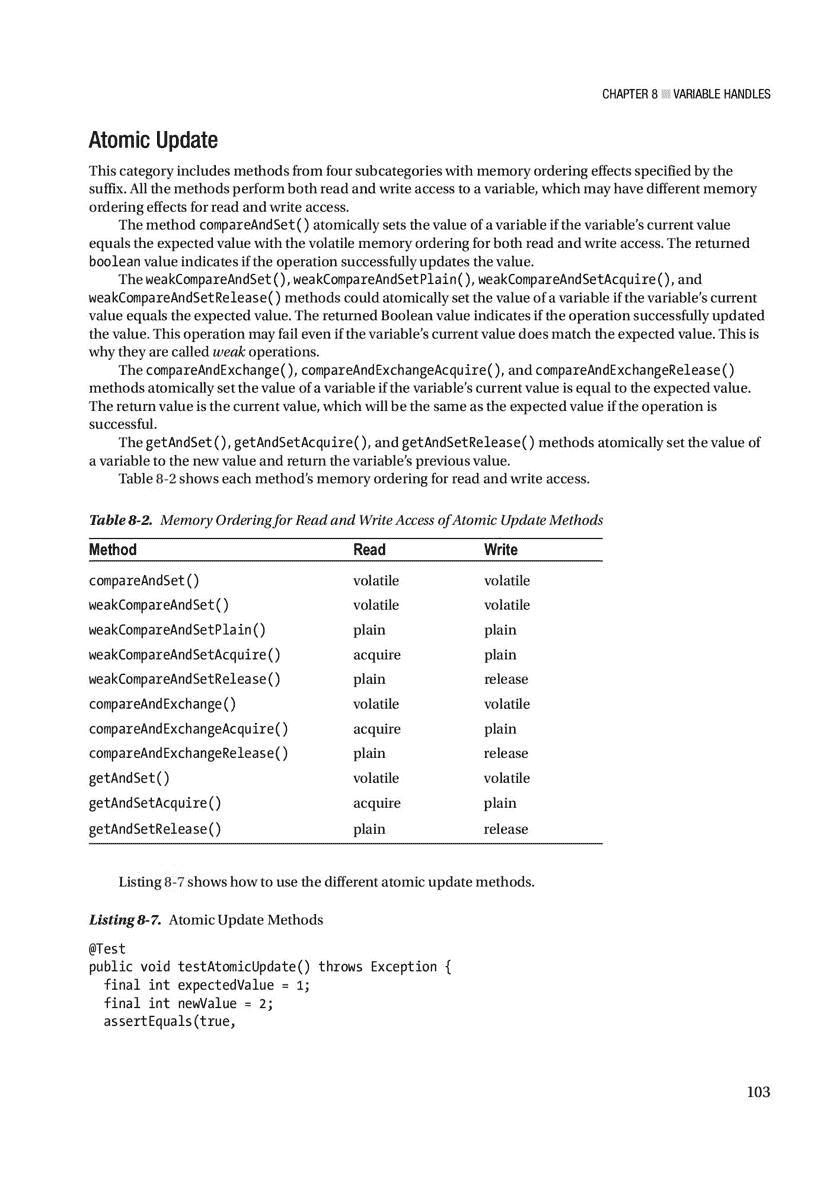 CHAPTER 8 ▒ VARIABLE HANDLES
Atomic Update
This category includes methods from four subcategories with memory ordering effects specified by the
suffix. All the methods perform both read and write access to a variable, which may have different memory
ordering effects for read and write access.
The method compareAndSet() atomically sets the value of a variable if the variable’s current value
equals the expected value with the volatile memory ordering for both read and write access. The returned
boolean value indicates if the operation successfully updates the value.
The weakCompareAndSet(), weakCompareAndSetPlain(), weakCompareAndSetAcquire(), and
weakCompareAndSetRelease() methods could atomically set the value of a variable if the variable’s current
value equals the expected value. The returned Boolean value indicates if the operation successfully updated
the value. This operation may fail even if the variable’s current value does match the expected value. This is
why they are called weak operations.
The compareAndExchange(), compareAndExchangeAcquire(), and compareAndExchangeRelease()
methods atomically set the value of a variable if the variable’s current value is equal to the expected value.
The return value is the current value, which will be the same as the expected value if the operation is
successful.
The getAndSet(), getAndSetAcquire(), and getAndSetRelease() methods atomically set the value of
a variable to the new value and return the variable’s previous value.
Table 8-2 shows each method’s memory ordering for read and write access.
Table 8-2. Memory Ordering for Read and Write Access of Atomic Update Methods
Method Read Write
compareAndSet() volatile volatile
weakCompareAndSet() volatile volatile
weakCompareAndSetPlain() plain plain
weakCompareAndSetAcquire() acquire plain
weakCompareAndSetRelease() plain release
compareAndExchange() volatile volatile
compareAndExchangeAcquire() acquire plain
compareAndExchangeRelease() plain release
getAndSet() volatile volatile
getAndSetAcquire() acquire plain
getAndSetRelease() plain release
Listing 8-7 shows how to use the different atomic update methods.
Listing 8-7. Atomic Update Methods
@Test
public void testAtomicUpdate() throws Exception {
final int expectedValue = 1;
final int newValue = 2;
assertEquals(true,
103